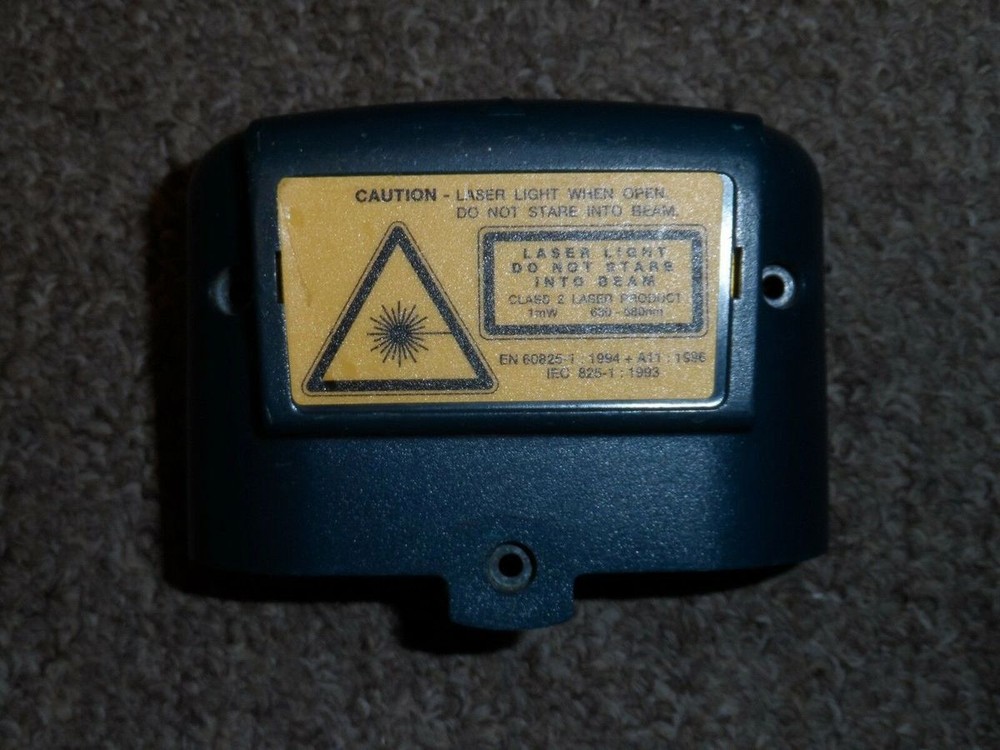 CAUTION - LASER LIGHT WHEN OPEN.
DO NOT STARE INTO BEAM.
LASER LIGHT
DO NOT STARE
INTO BEAM
CLASS 2 LASER PRODUCT
1mW 630 - 680nm
EN 60825-1 : 1994 + A11 : 1996
IEC 825-1 : 1993